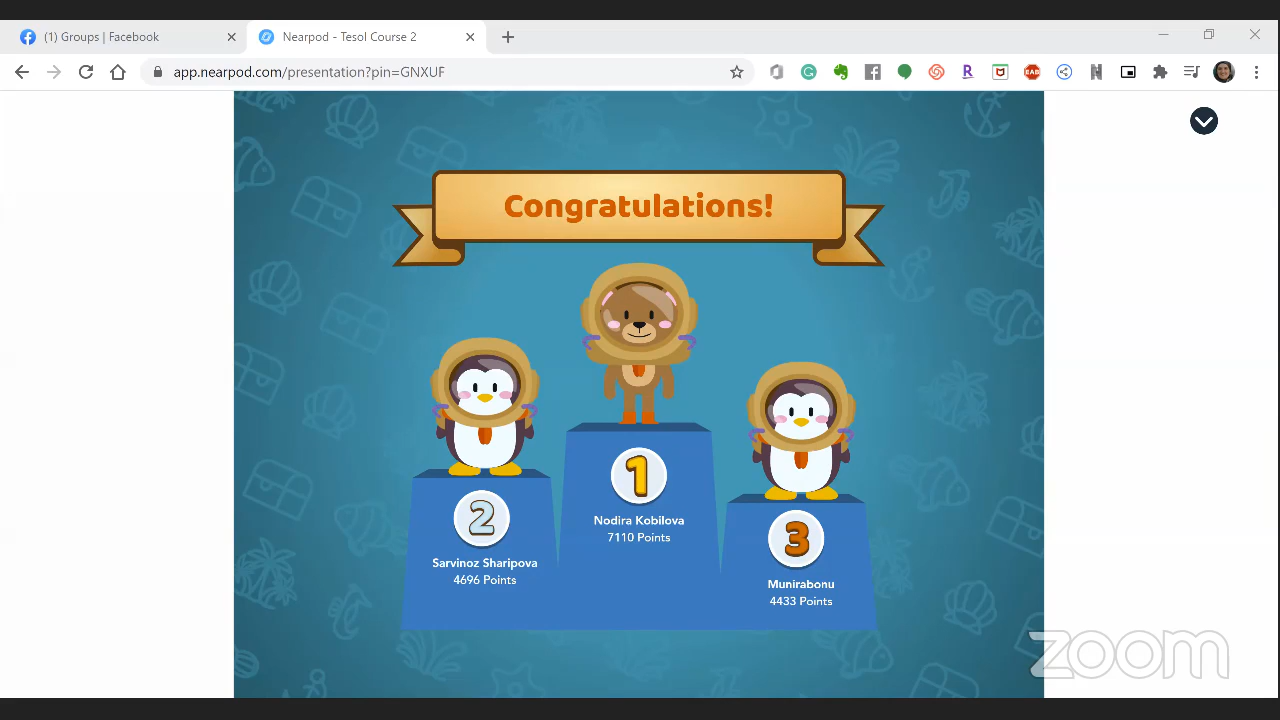 (1) Groups | Facebook
Nearpod - Tesol Course 2
app.nearpod.com/presentation?pin=GNXUF
Congratulations!
1
Nodira Kobilova
7110 Points
2
Sarvinoz Sharipova
4696 Points
3
Munirabonu
4433 Points
zoom